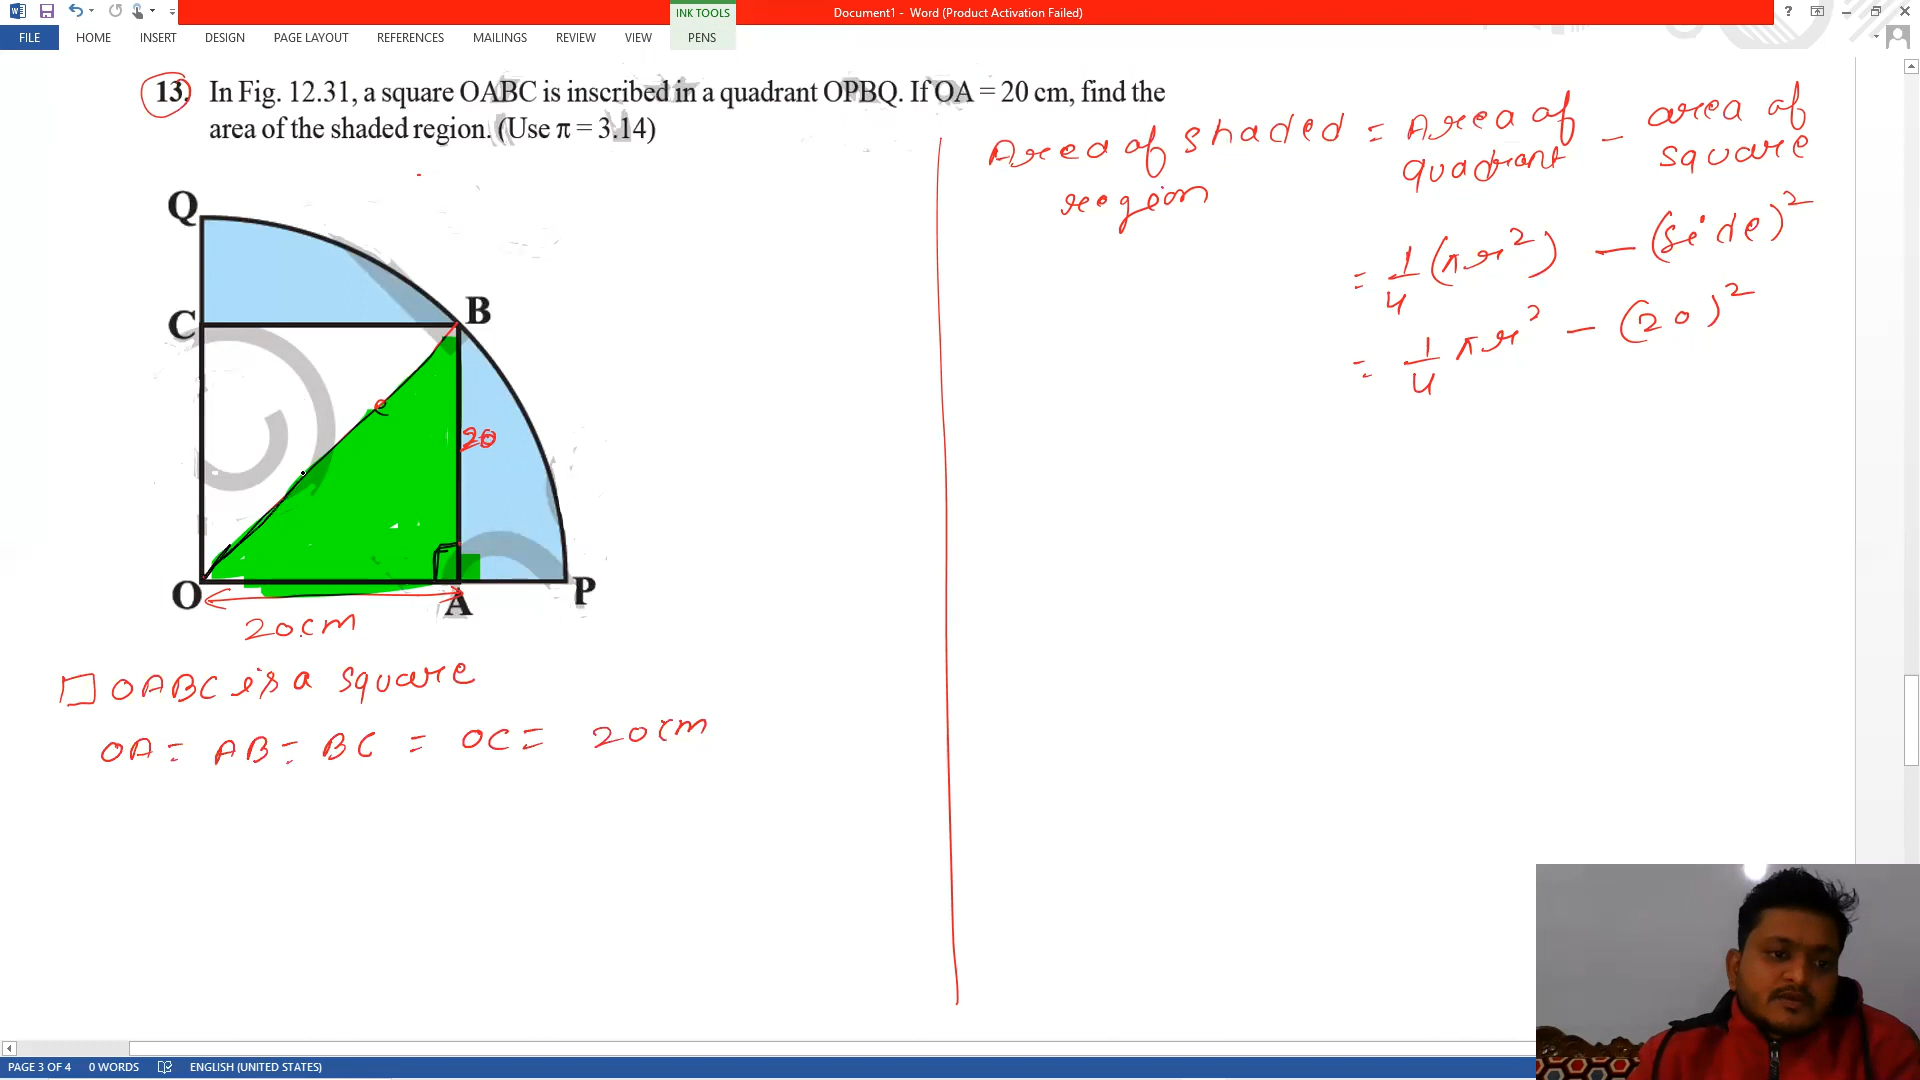 INK TOOLS
Document1 - Word (Product Activation Failed)
FILE HOME INSERT DESIGN PAGE LAYOUT REFERENCES MAILINGS REVIEW VIEW PENS
13. In Fig. 12.31, a square OABC is inscribed in a quadrant OPBQ. If OA = 20 cm, find the
area of the shaded region. (Use π = 3.14)
Q
C
B
20
O
A
P
20cm
□ OABC is a square
OA = AB = BC = OC = 20cm
Area of shaded = Area of - area of
region quadrant square
= 1/4 (πr²) - (side)²
= 1/4 πr² - (20)²
PAGE 3 OF 4 0 WORDS ENGLISH (UNITED STATES)